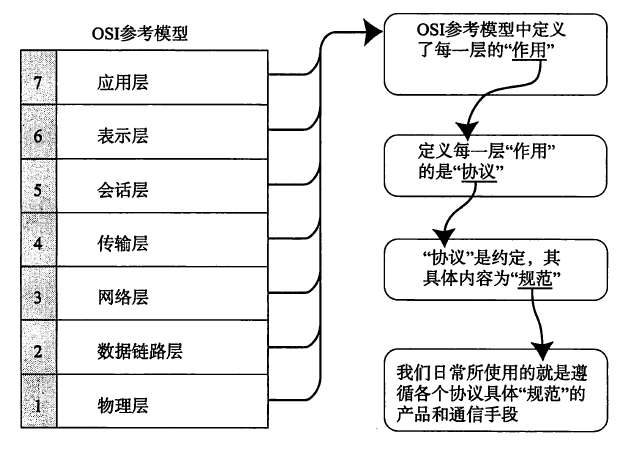 OSI参考模型
7 应用层
6 表示层
5 会话层
4 传输层
3 网络层
2 数据链路层
1 物理层
OSI参考模型中定义
了每一层的“作用”
定义每一层“作用”
的是“协议”
“协议”是约定，其
具体内容为“规范”
我们日常所使用的就是遵
循各个协议具体“规范”的
产品和通信手段